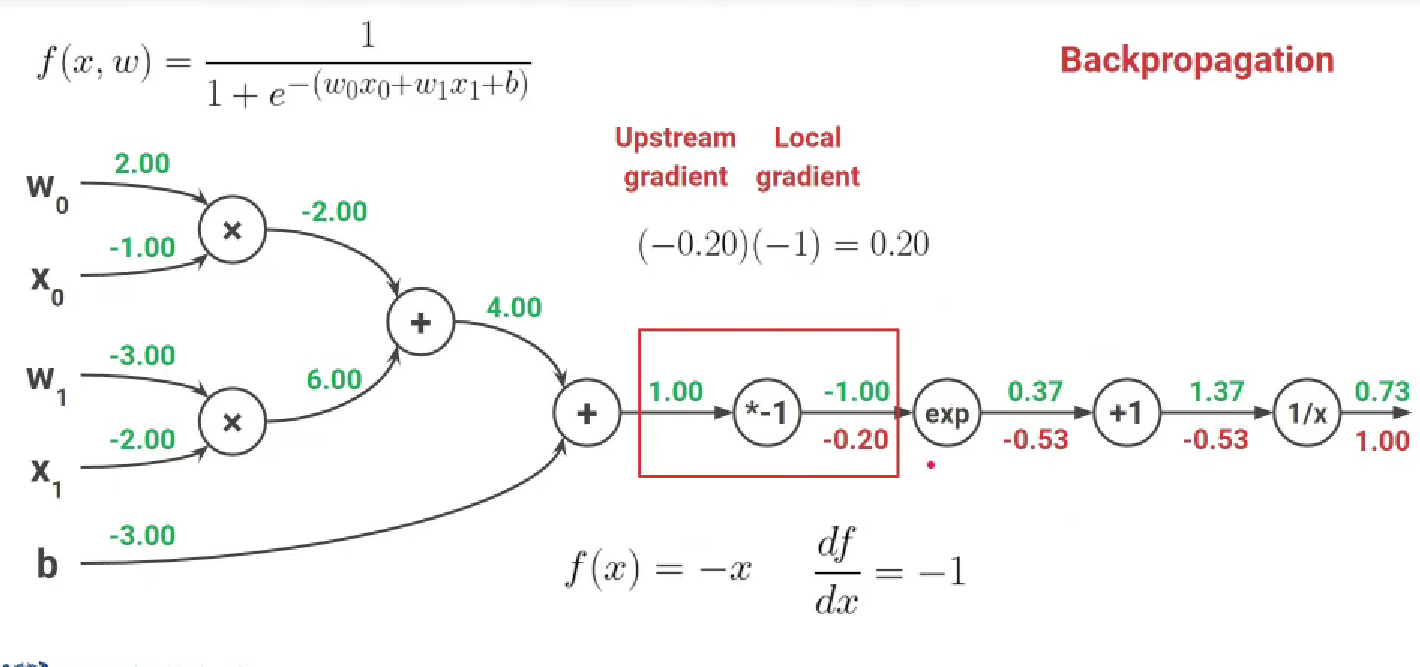 f(x, w) = 1 / (1 + e^{-(w_0x_0+w_1x_1+b)})
Backpropagation
Upstream gradient
Local gradient
(−0.20)(−1) = 0.20
w_0
2.00
x_0
-1.00
×
-2.00
w_1
-3.00
x_1
-2.00
×
6.00
+
4.00
b
-3.00
+
1.00
*-1
-1.00
-0.20
exp
0.37
-0.53
+1
1.37
-0.53
1/x
0.73
1.00
f(x) = −x
df/dx = −1